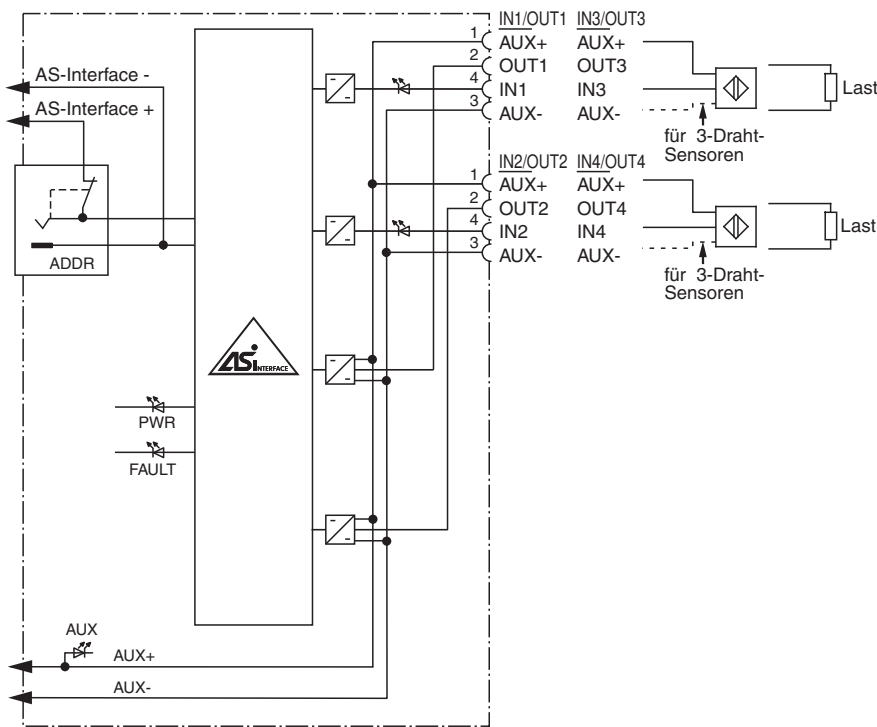 IN1/OUT1 IN3/OUT3
1 AUX+ AUX+
2 OUT1 OUT3
4 IN1 IN3
3 AUX- AUX-
Last
für 3-Draht-
Sensoren
AS-Interface -
AS-Interface +
IN2/OUT2 IN4/OUT4
1 AUX+ AUX+
2 OUT2 OUT4
4 IN2 IN4
3 AUX- AUX-
Last
für 3-Draht-
Sensoren
ADDR
ASi INTERFACE
PWR
FAULT
AUX
AUX+
AUX-